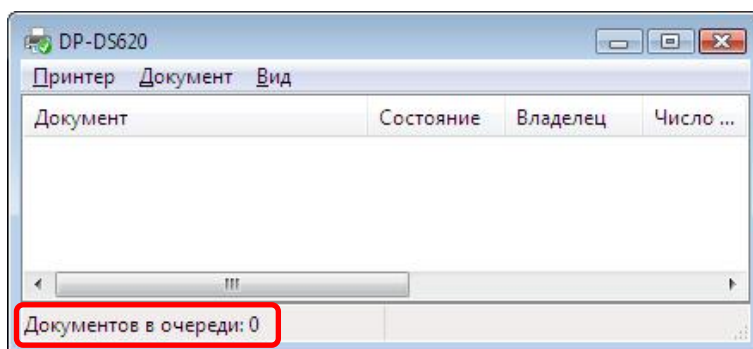 DP-DS620
Принтер Документ Вид
Документ Состояние Владелец Число ...
Документов в очереди: 0